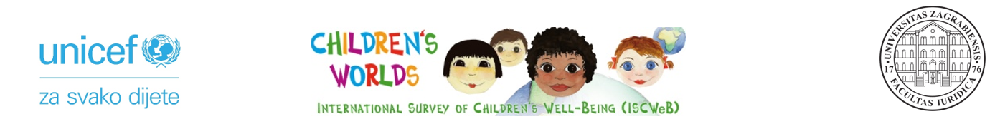 unicef
za svako dijete
CHILDREN'S
WORLDS
INTERNATIONAL SURVEY OF CHILDREN'S WELL-BEING (ISCWeB)
UNIVERSITAS ZAGRABIENSIS
17 76
FACULTAS IURIDICA